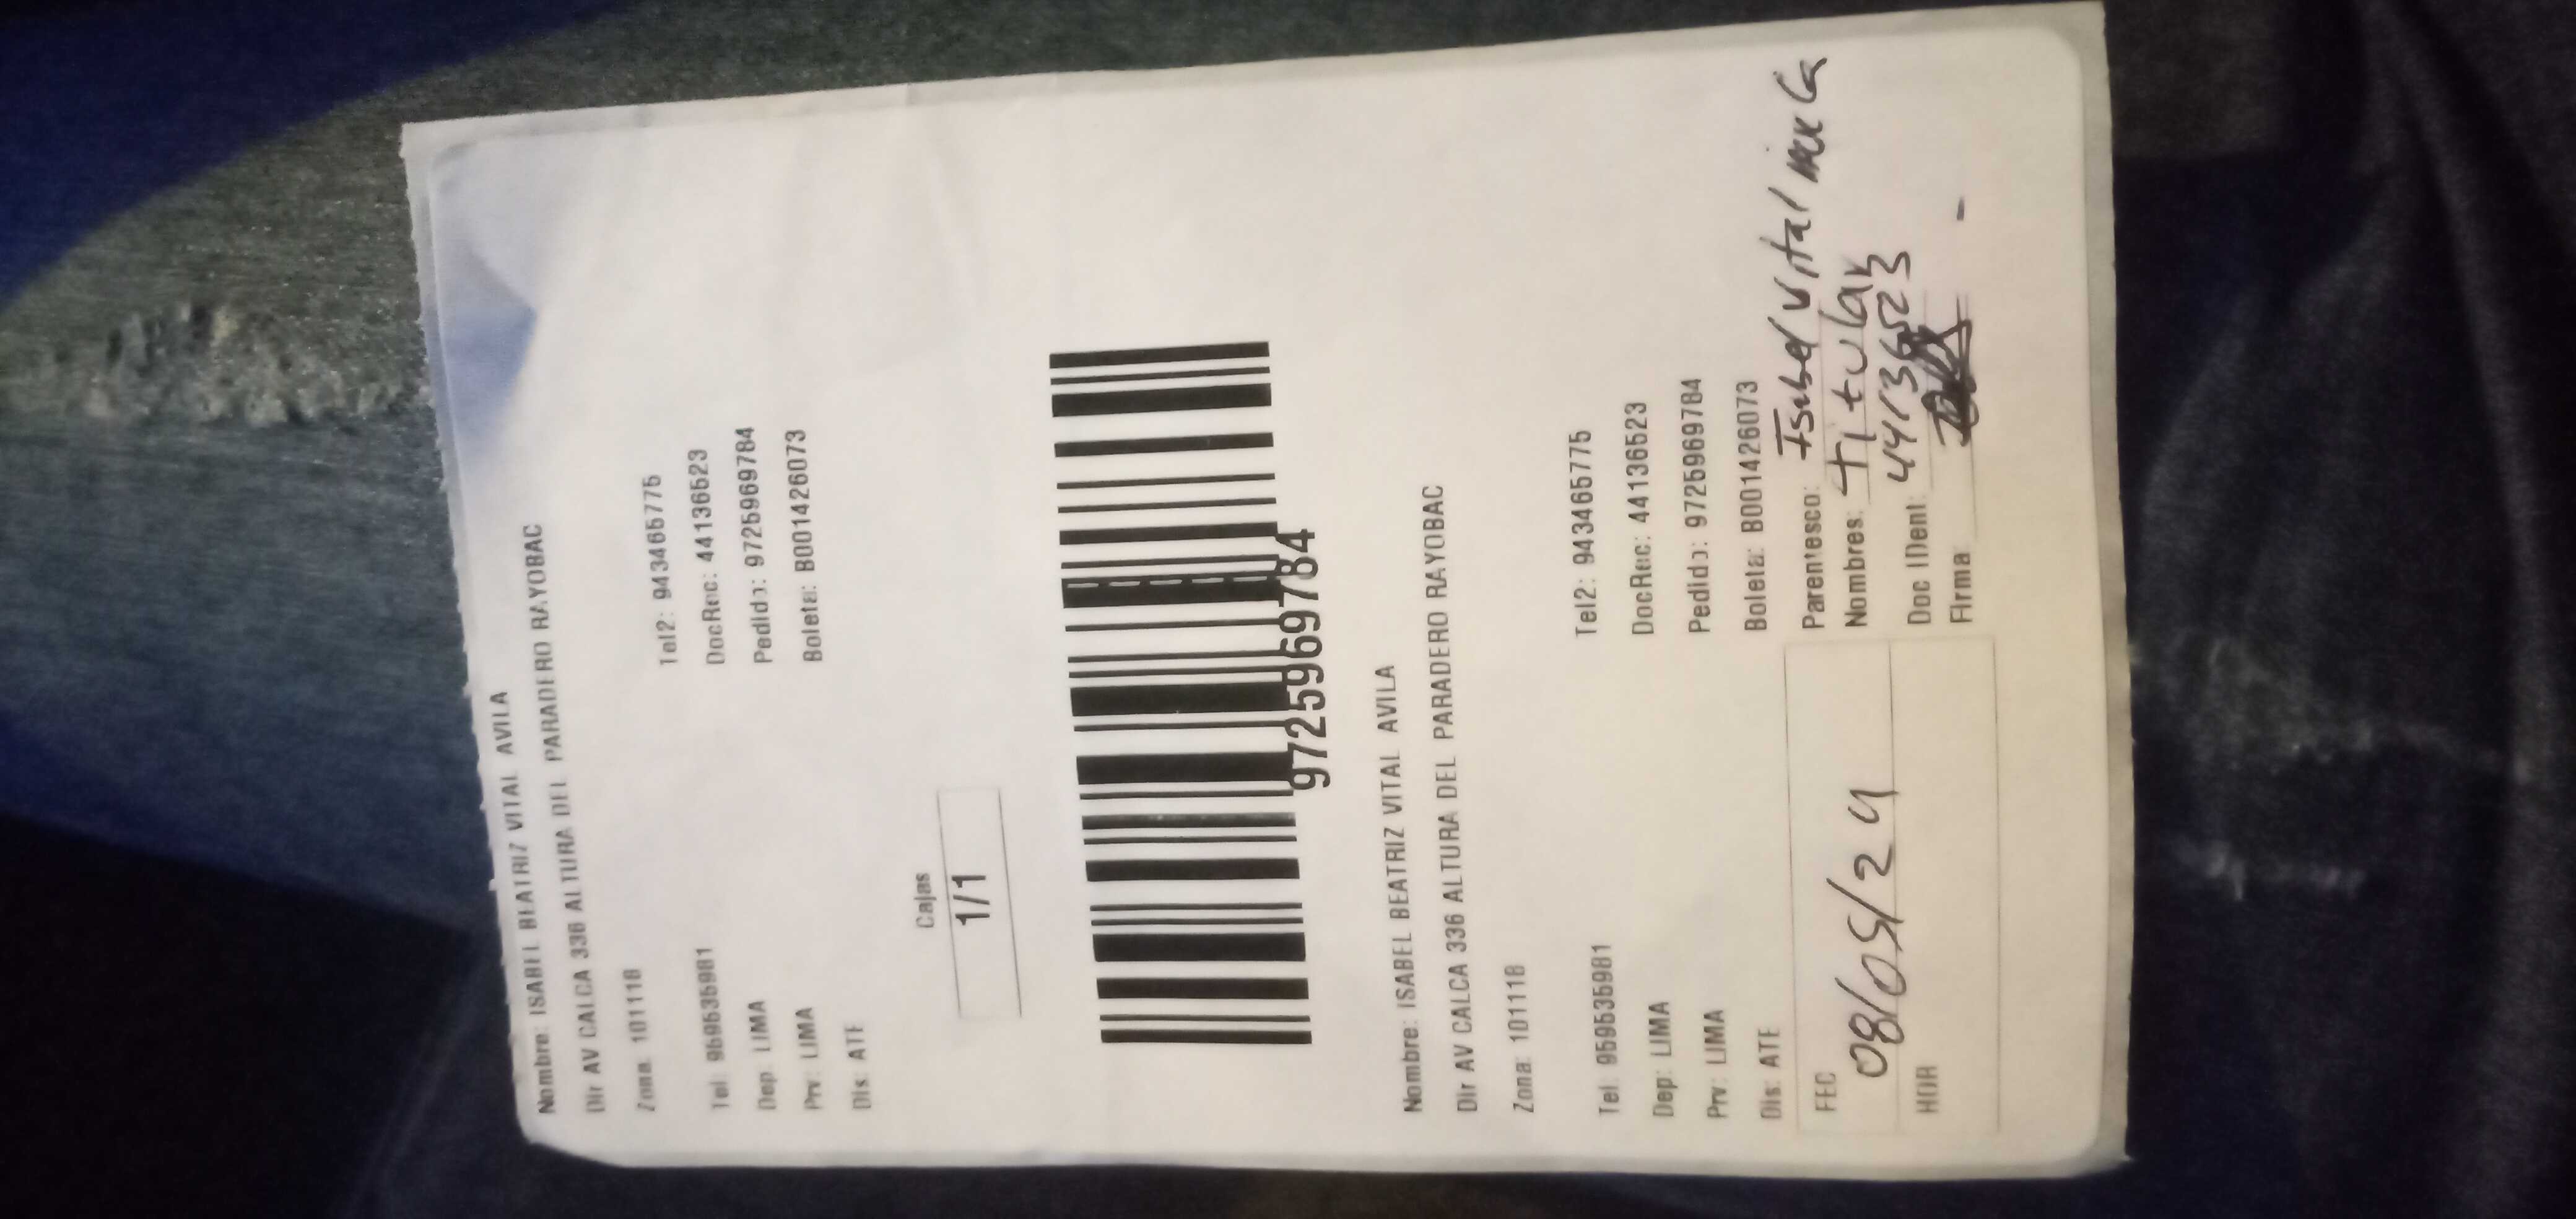 Nombre: ISABEL BEATRIZ VITAL AVILA
Dir AV CALCA 336 ALTURA DEL PARADERO RAYOBAC
Zona: 101118
Tel: 959535981 Tel2: 943465775
Dep: LIMA DocRec: 44136523
Prv: LIMA Pedido: 9725969784
Dis: ATE Boleta: B001426073
Cajas
1/1
9725969784
Nombre: ISABEL BEATRIZ VITAL AVILA
Dir AV CALCA 336 ALTURA DEL PARADERO RAYOBAC
Zona: 101118
Tel: 959535981 Tel2: 943465775
Dep: LIMA DocRec: 44136523
Prv: LIMA Pedido: 9725969784
Dis: ATE Boleta: B001426073
FEC 08/05/24 Parentesco: Isabel Vital
Nombres: Titular
HOR Doc IDent: 44136523
Firma